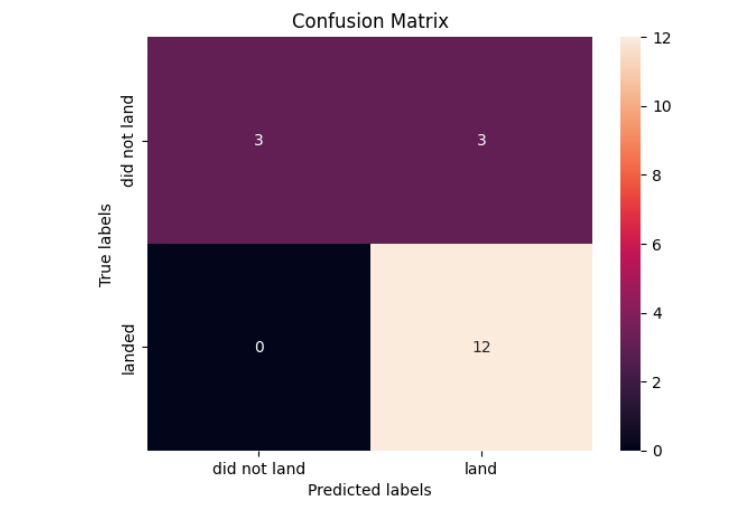 Confusion Matrix
True labels
did not land
landed
3
3
0
12
did not land
land
Predicted labels
12
10
8
6
4
2
0